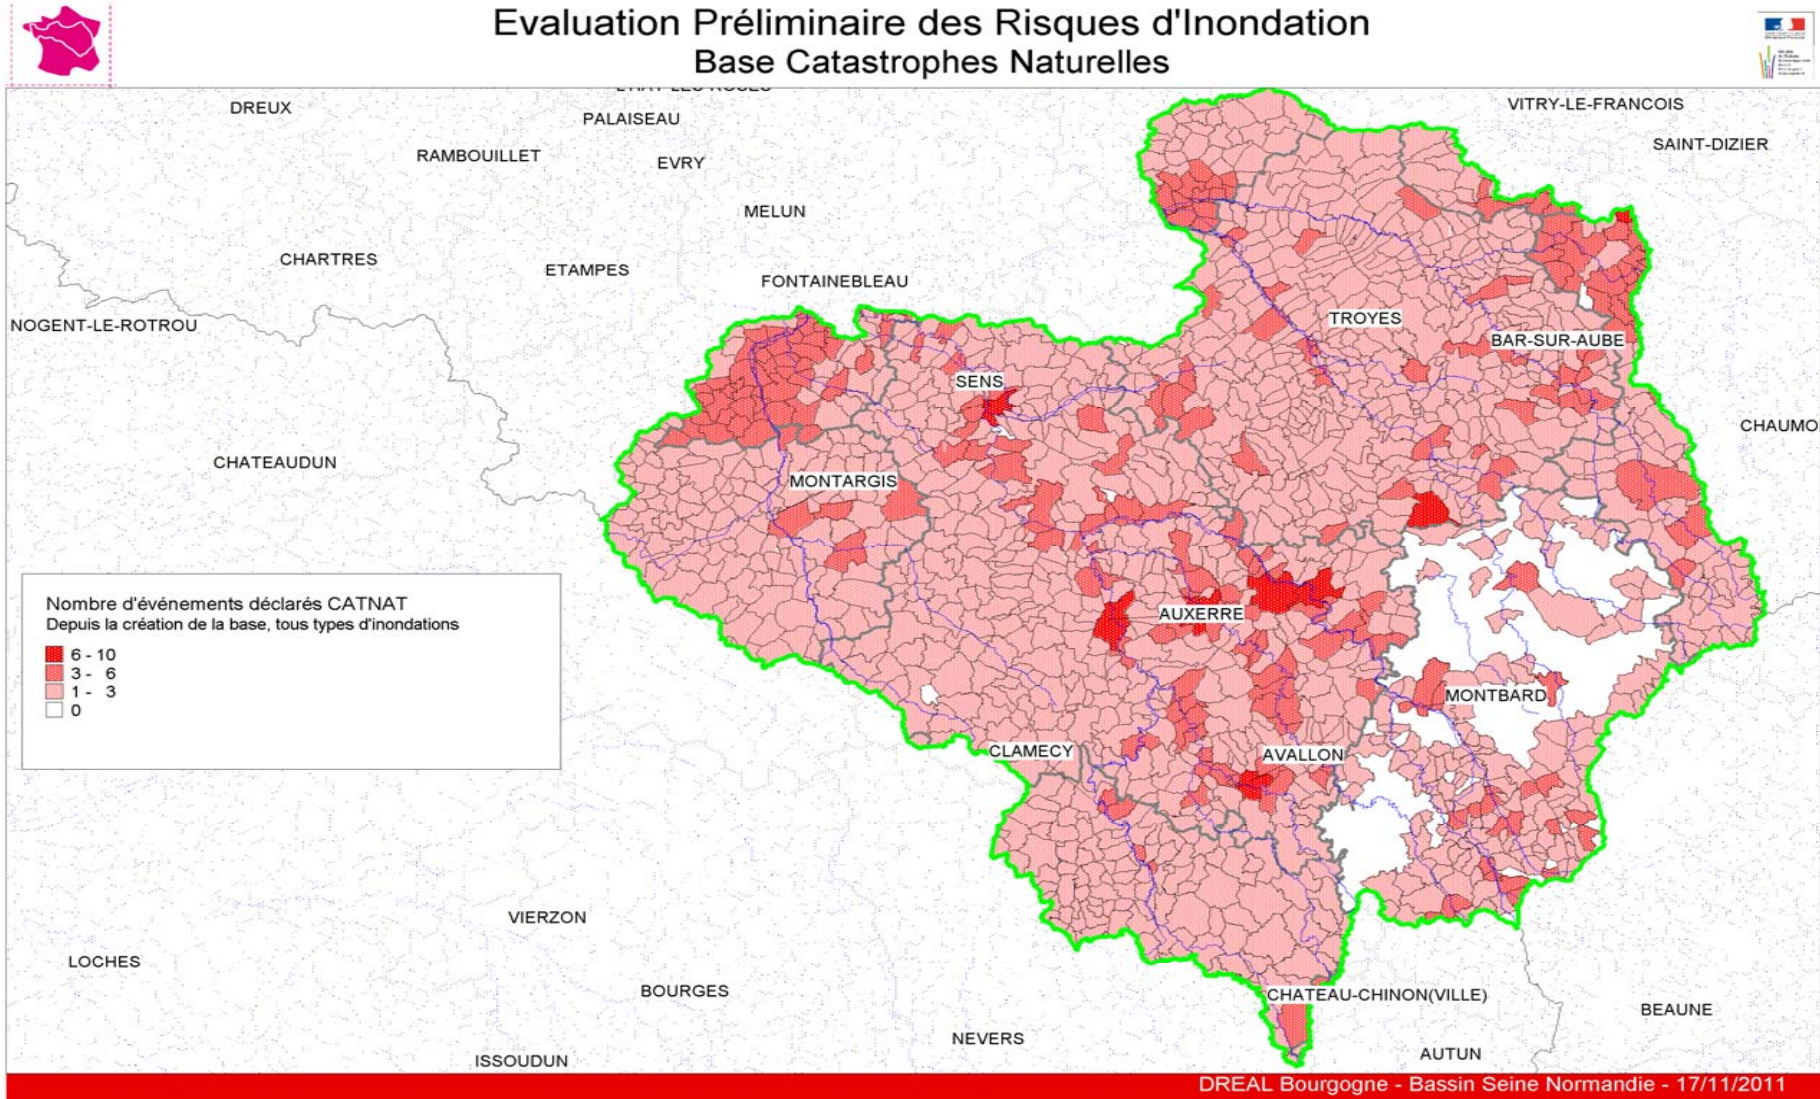 Evaluation Préliminaire des Risques d'Inondation
Base Catastrophes Naturelles
DREUX
PALAISEAU
VITRY-LE-FRANCOIS
RAMBOUILLET
EVRY
SAINT-DIZIER
MELUN
CHARTRES
ETAMPES
FONTAINEBLEAU
NOGENT-LE-ROTROU
TROYES
BAR-SUR-AUBE
SENS
CHAUMO
CHATEAUDUN
MONTARGIS
Nombre d'événements déclarés CATNAT
Depuis la création de la base, tous types d'inondations
6 - 10
3 - 6
1 - 3
0
AUXERRE
MONTBARD
CLAMECY
AVALLON
VIERZON
LOCHES
BOURGES
CHATEAU-CHINON(VILLE)
BEAUNE
NEVERS
ISSOUDUN
AUTUN
DREAL Bourgogne - Bassin Seine Normandie - 17/11/2011